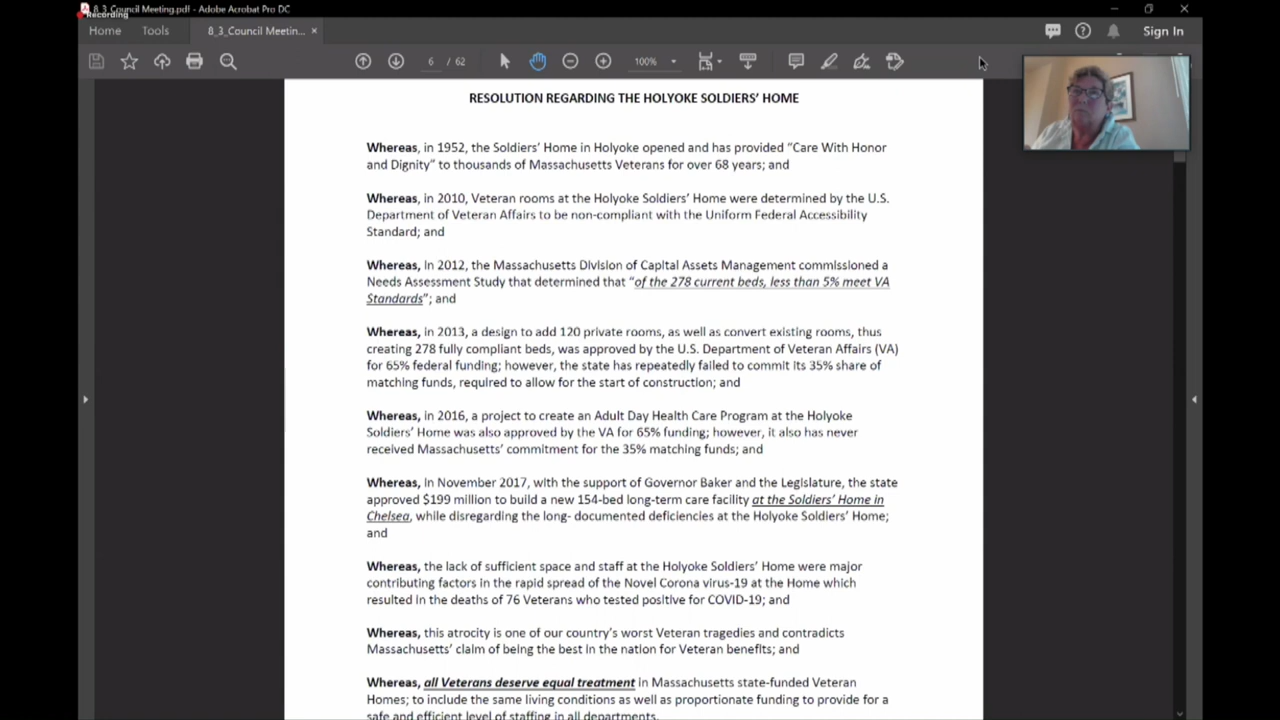 8_3_Council Meeting.pdf - Adobe Acrobat Pro DC
Recording
Home Tools 8_3_Council Meetin... × Sign In
6 / 62 100%
RESOLUTION REGARDING THE HOLYOKE SOLDIERS' HOME
Whereas, in 1952, the Soldiers' Home in Holyoke opened and has provided "Care With Honor
and Dignity" to thousands of Massachusetts Veterans for over 68 years; and
Whereas, in 2010, Veteran rooms at the Holyoke Soldiers' Home were determined by the U.S.
Department of Veteran Affairs to be non-compliant with the Uniform Federal Accessibility
Standard; and
Whereas, in 2012, the Massachusetts Division of Capital Assets Management commissioned a
Needs Assessment Study that determined that "of the 278 current beds, less than 5% meet VA
Standards"; and
Whereas, in 2013, a design to add 120 private rooms, as well as convert existing rooms, thus
creating 278 fully compliant beds, was approved by the U.S. Department of Veteran Affairs (VA)
for 65% federal funding; however, the state has repeatedly failed to commit its 35% share of
matching funds, required to allow for the start of construction; and
Whereas, in 2016, a project to create an Adult Day Health Care Program at the Holyoke
Soldiers' Home was also approved by the VA for 65% funding; however, it also has never
received Massachusetts' commitment for the 35% matching funds; and
Whereas, in November 2017, with the support of Governor Baker and the Legislature, the state
approved $199 million to build a new 154-bed long-term care facility at the Soldiers' Home in
Chelsea, while disregarding the long- documented deficiencies at the Holyoke Soldiers' Home;
and
Whereas, the lack of sufficient space and staff at the Holyoke Soldiers' Home were major
contributing factors in the rapid spread of the Novel Corona virus-19 at the Home which
resulted in the deaths of 76 Veterans who tested positive for COVID-19; and
Whereas, this atrocity is one of our country's worst Veteran tragedies and contradicts
Massachusetts' claim of being the best in the nation for Veteran benefits; and
Whereas, all Veterans deserve equal treatment in Massachusetts state-funded Veteran
Homes; to include the same living conditions as well as proportionate funding to provide for a
safe and efficient level of staffing in all departments.